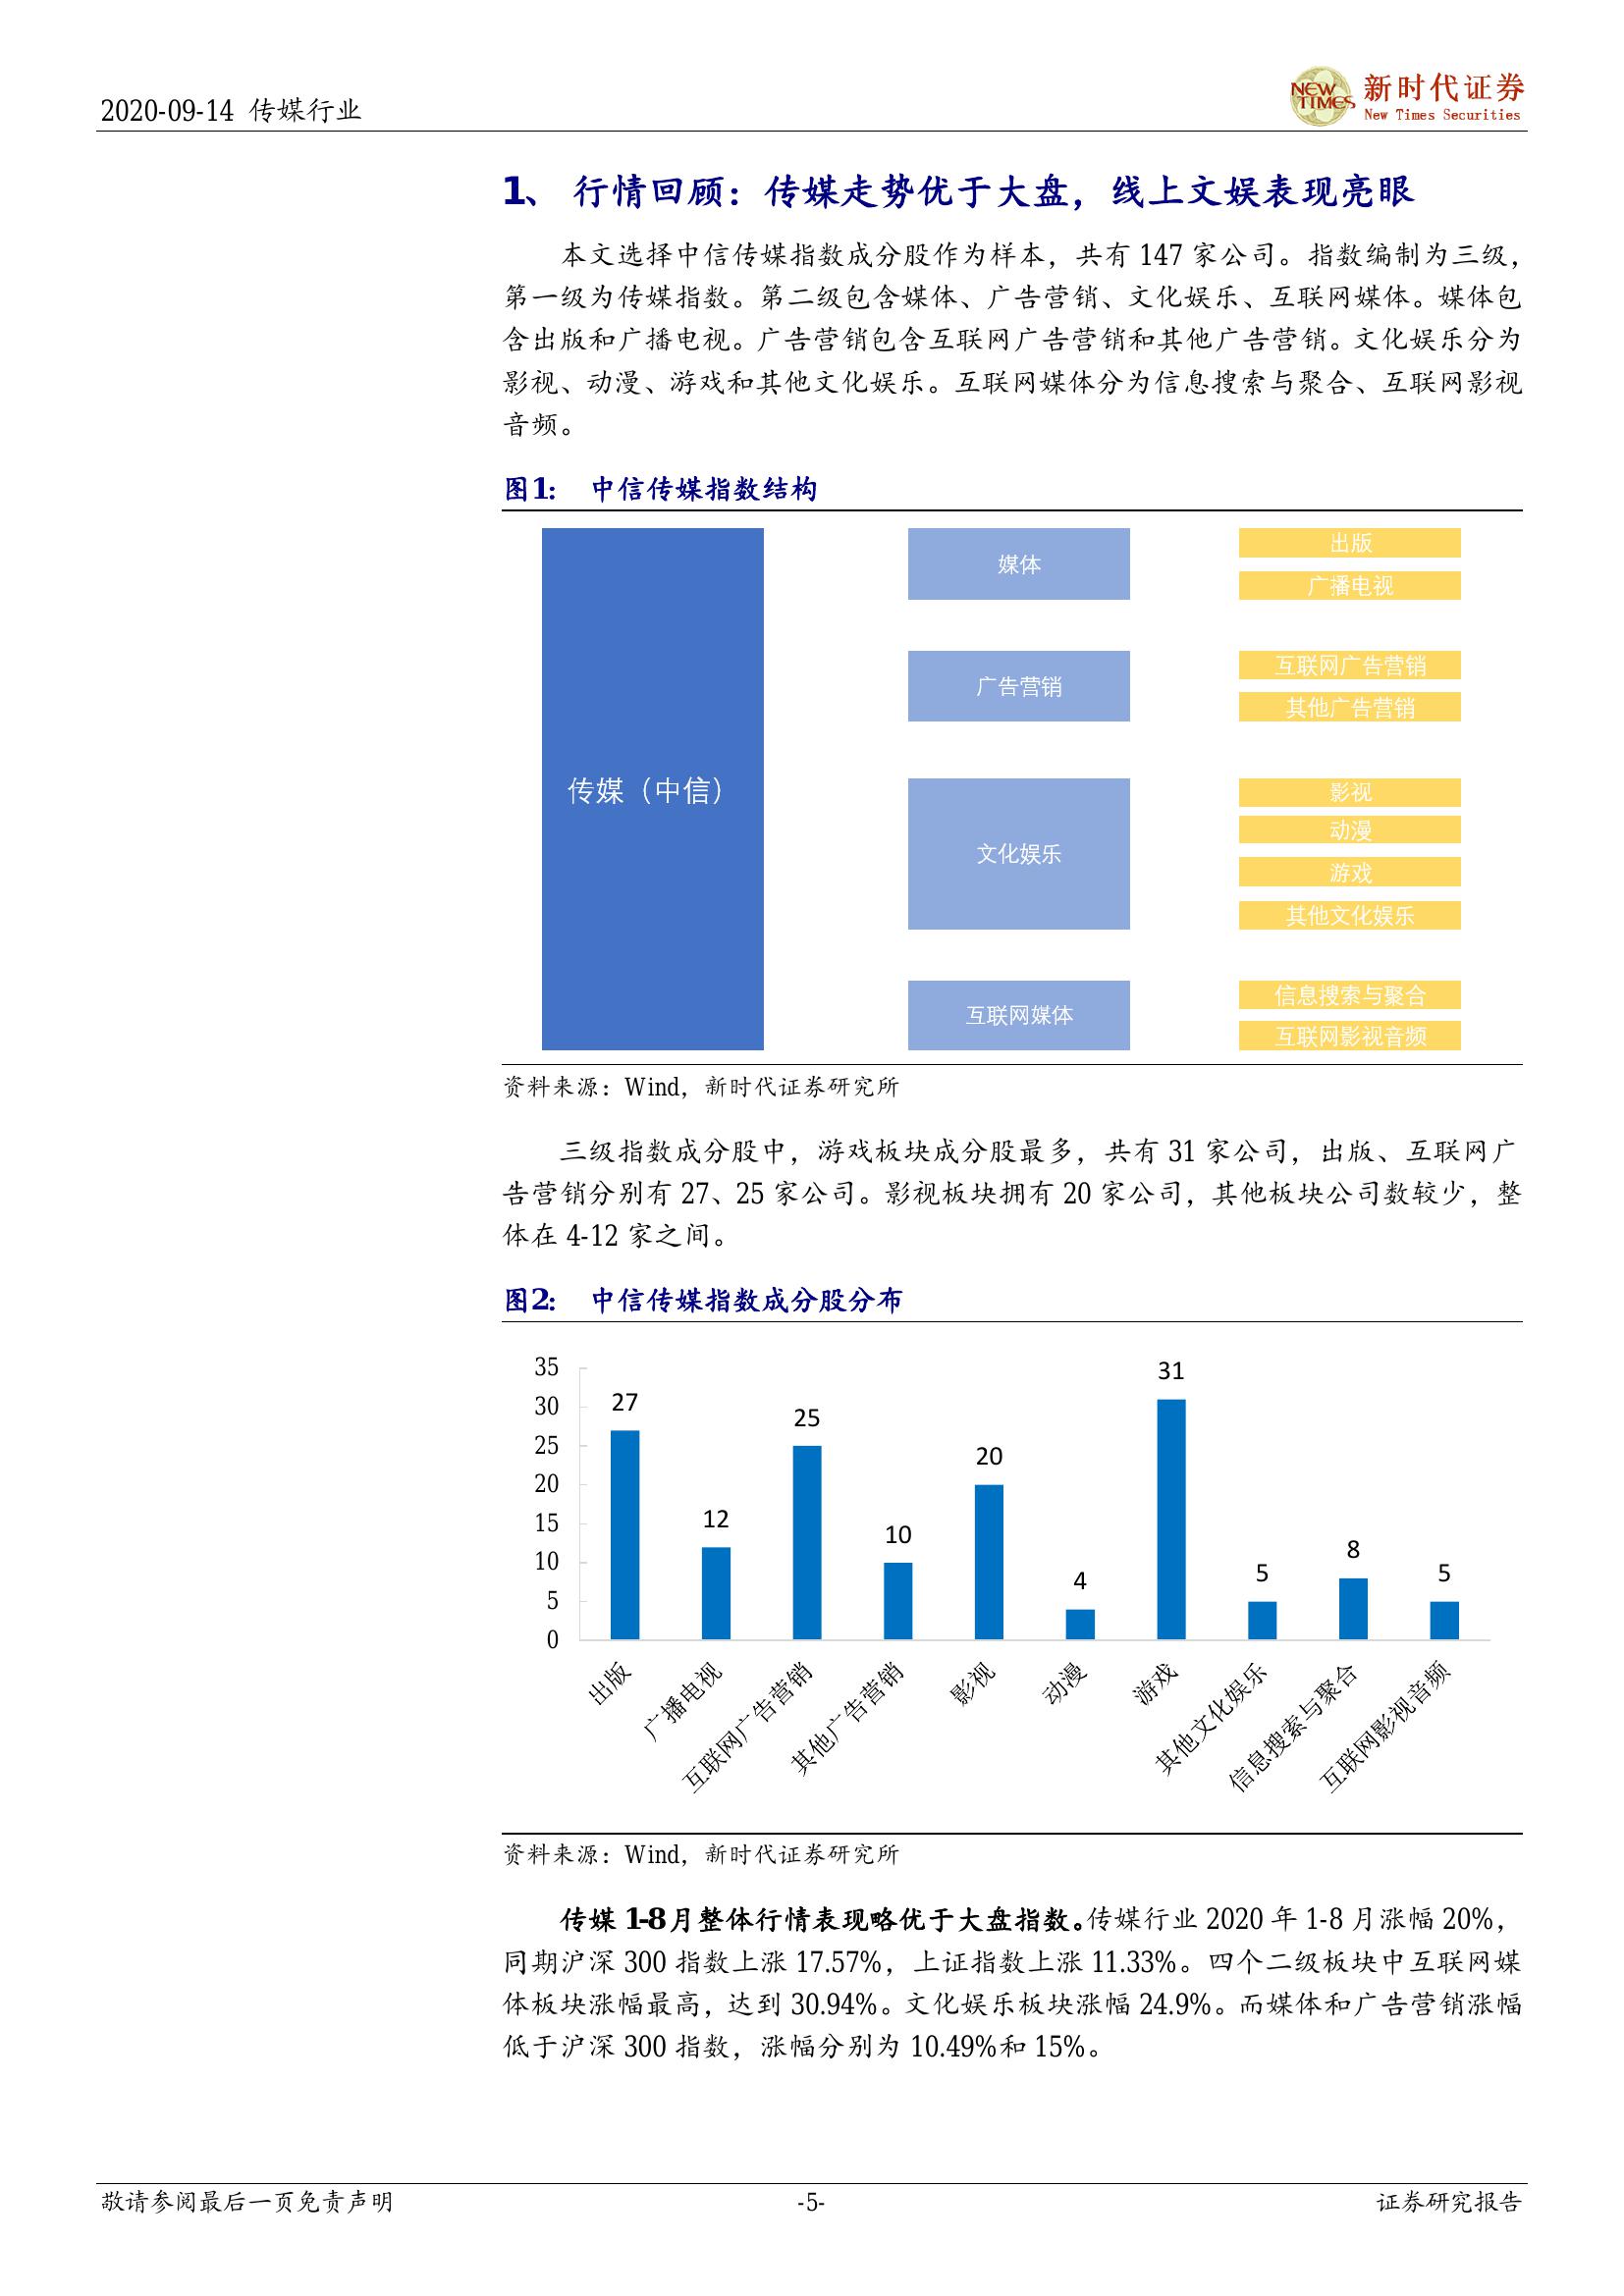 2020-09-14 传媒行业
NEW TIMES
新时代证券
New Times Securities
1、 行情回顾：传媒走势优于大盘，线上文娱表现亮眼
本文选择中信传媒指数成分股作为样本，共有 147 家公司。指数编制为三级，
第一级为传媒指数。第二级包含媒体、广告营销、文化娱乐、互联网媒体。媒体包
含出版和广播电视。广告营销包含互联网广告营销和其他广告营销。文化娱乐分为
影视、动漫、游戏和其他文化娱乐。互联网媒体分为信息搜索与聚合、互联网影视
音频。
图1： 中信传媒指数结构
传媒（中信）
媒体
出版
广播电视
广告营销
互联网广告营销
其他广告营销
文化娱乐
影视
动漫
游戏
其他文化娱乐
互联网媒体
信息搜索与聚合
互联网影视音频
资料来源：Wind，新时代证券研究所
三级指数成分股中，游戏板块成分股最多，共有 31 家公司，出版、互联网广
告营销分别有 27、25 家公司。影视板块拥有 20 家公司，其他板块公司数较少，整
体在 4-12 家之间。
图2： 中信传媒指数成分股分布
35
30
25
20
15
10
5
0
27
12
25
10
20
4
31
5
8
5
出版
广播电视
互联网广告营销
其他广告营销
影视
动漫
游戏
其他文化娱乐
信息搜索与聚合
互联网影视音频
资料来源：Wind，新时代证券研究所
传媒 1-8 月整体行情表现略优于大盘指数。传媒行业 2020 年 1-8 月涨幅 20%，
同期沪深 300 指数上涨 17.57%，上证指数上涨 11.33%。四个二级板块中互联网媒
体板块涨幅最高，达到 30.94%。文化娱乐板块涨幅 24.9%。而媒体和广告营销涨幅
低于沪深 300 指数，涨幅分别为 10.49%和 15%。
敬请参阅最后一页免责声明
-5-
证券研究报告